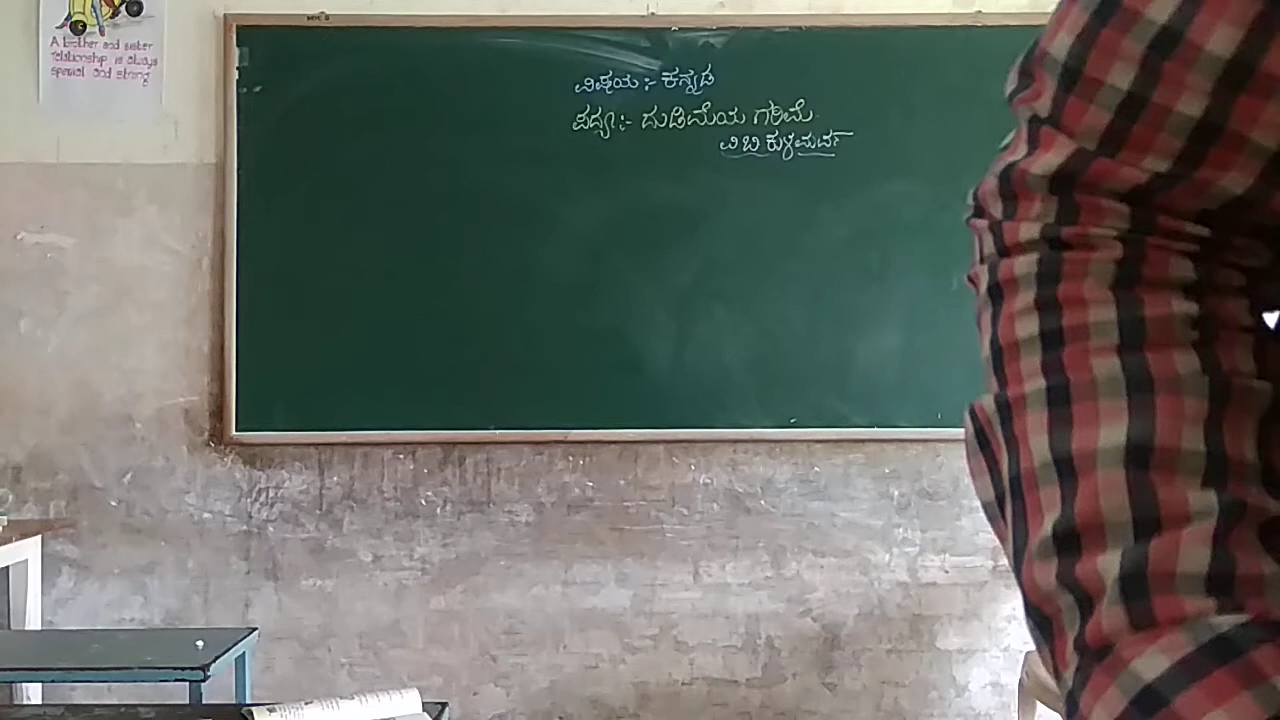 A brother and sister
relationship is always
special and strong
ವಿಷಯ :- ಕನ್ನಡ
ಪದ್ಯ :- ದುಡಿಮೆಯ ಗರಿಮೆ
ವಿ ಬಿ ಕುಳಮರ್ವ